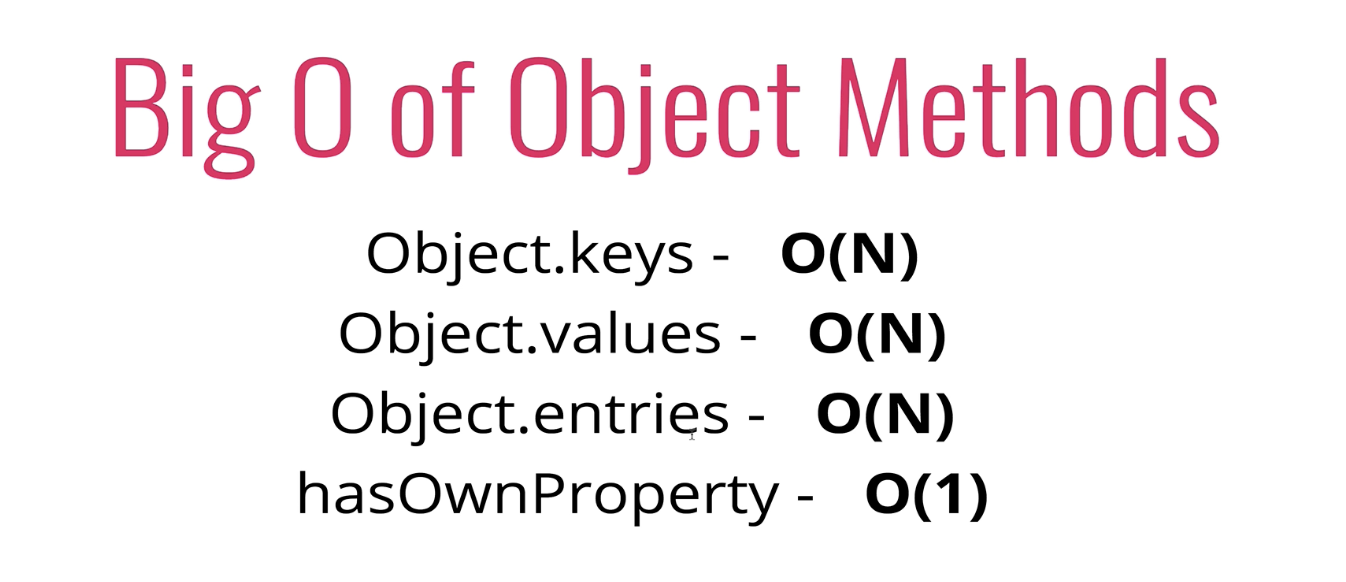 Big O of Object Methods
Object.keys - O(N)
Object.values - O(N)
Object.entries - O(N)
hasOwnProperty - O(1)